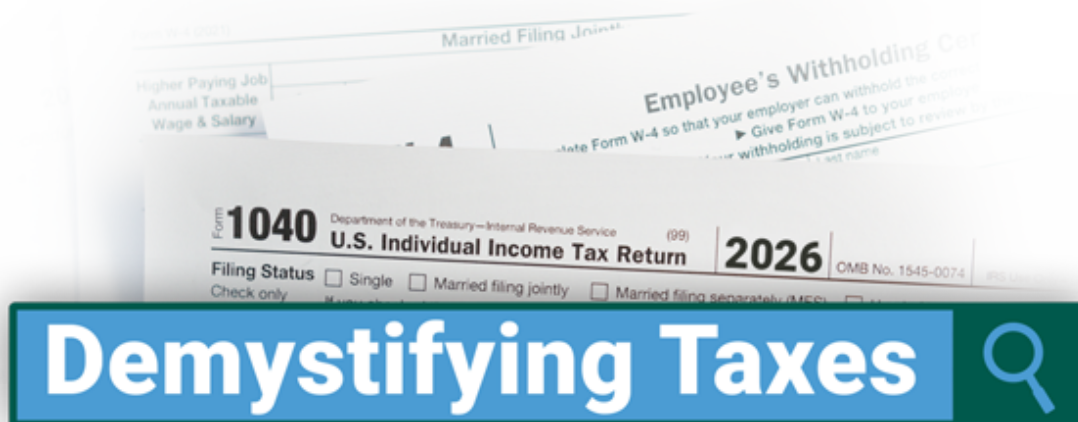 Married Filing
Higher Paying Job
Annual Taxable
Wage & Salary
Employee's Withholding
Form W-4 so that your employer can withhold the
▶ Give Form W-4 to your
withholding is subject to review
name
Form 1040
Department of the Treasury—Internal Revenue Service
(99)
U.S. Individual Income Tax Return
2026
OMB No. 1545-0074
Filing Status
Check only
Single
Married filing jointly
Married filing separately (MFS)
Demystifying Taxes